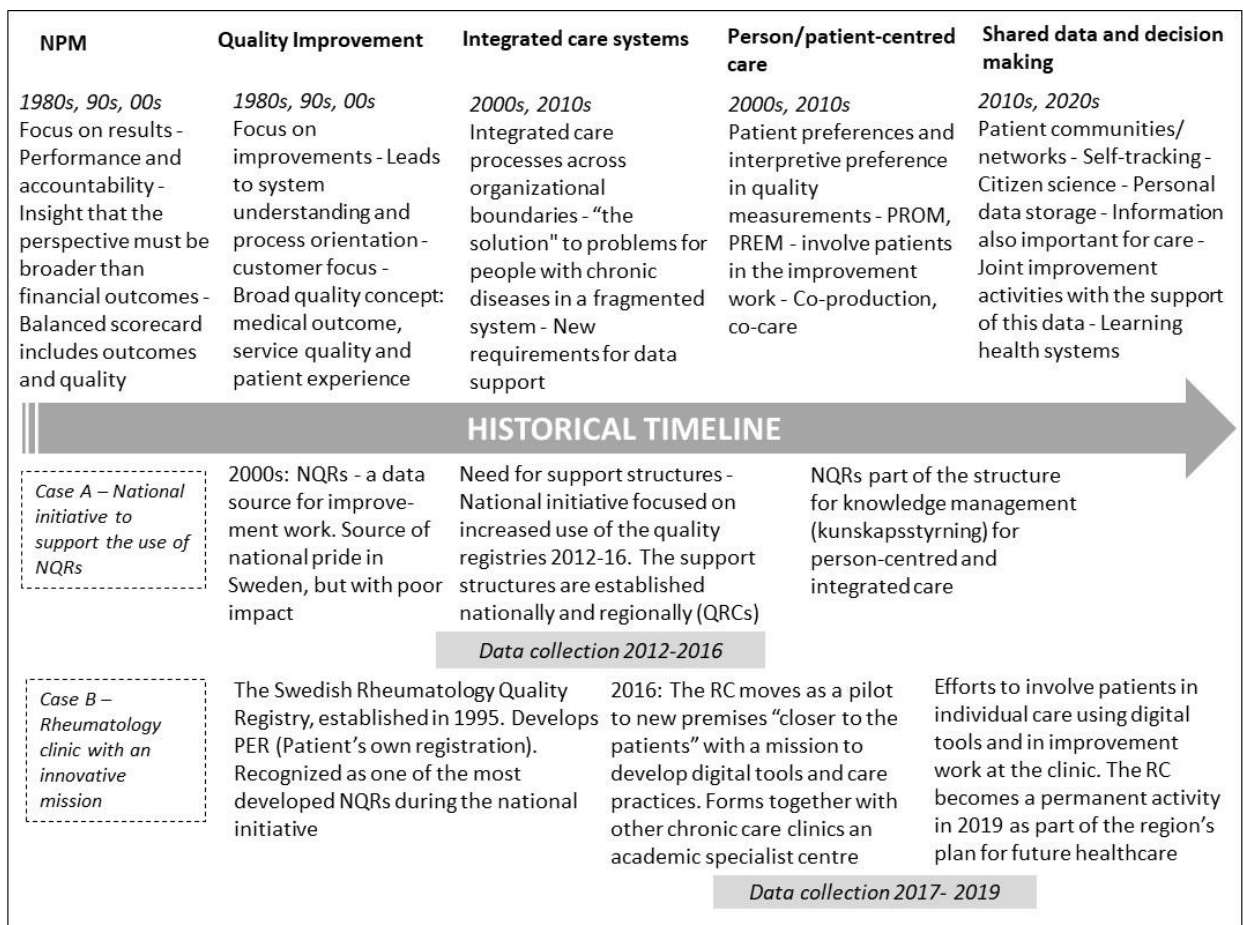 NPM
1980s, 90s, 00s
Focus on results -
Performance and
accountability -
Insight that the
perspective must be
broader than
financial outcomes -
Balanced scorecard
includes outcomes
and quality
Quality Improvement
1980s, 90s, 00s
Focus on
improvements - Leads
to system
understanding and
process orientation -
customer focus -
Broad quality concept:
medical outcome,
service quality and
patient experience
Integrated care systems
2000s, 2010s
Integrated care
processes across
organizational
boundaries - “the
solution" to problems for
people with chronic
diseases in a fragmented
system - New
requirements for data
support
Person/patient-centred
care
2000s, 2010s
Patient preferences and
interpretive preference
in quality
measurements - PROM,
PREM - involve patients
in the improvement
work - Co-production,
co-care
Shared data and decision
making
2010s, 2020s
Patient communities/
networks - Self-tracking -
Citizen science - Personal
data storage - Information
also important for care -
Joint improvement
activities with the support
of this data - Learning
health systems
HISTORICAL TIMELINE
Case A – National
initiative to
support the use of
NQRs
2000s: NQRs - a data
source for improve-
ment work. Source of
national pride in
Sweden, but with poor
impact
Need for support structures -
National initiative focused on
increased use of the quality
registries 2012-16. The support
structures are established
nationally and regionally (QRCs)
NQRs part of the structure
for knowledge management
(kunskapsstyrning) for
person-centred and
integrated care
Data collection 2012-2016
Case B –
Rheumatology
clinic with an
innovative
mission
The Swedish Rheumatology Quality
Registry, established in 1995. Develops
PER (Patient’s own registration).
Recognized as one of the most
developed NQRs during the national
initiative
2016: The RC moves as a pilot
to new premises “closer to the
patients” with a mission to
develop digital tools and care
practices. Forms together with
other chronic care clinics an
academic specialist centre
Efforts to involve patients in
individual care using digital
tools and in improvement
work at the clinic. The RC
becomes a permanent activity
in 2019 as part of the region’s
plan for future healthcare
Data collection 2017- 2019